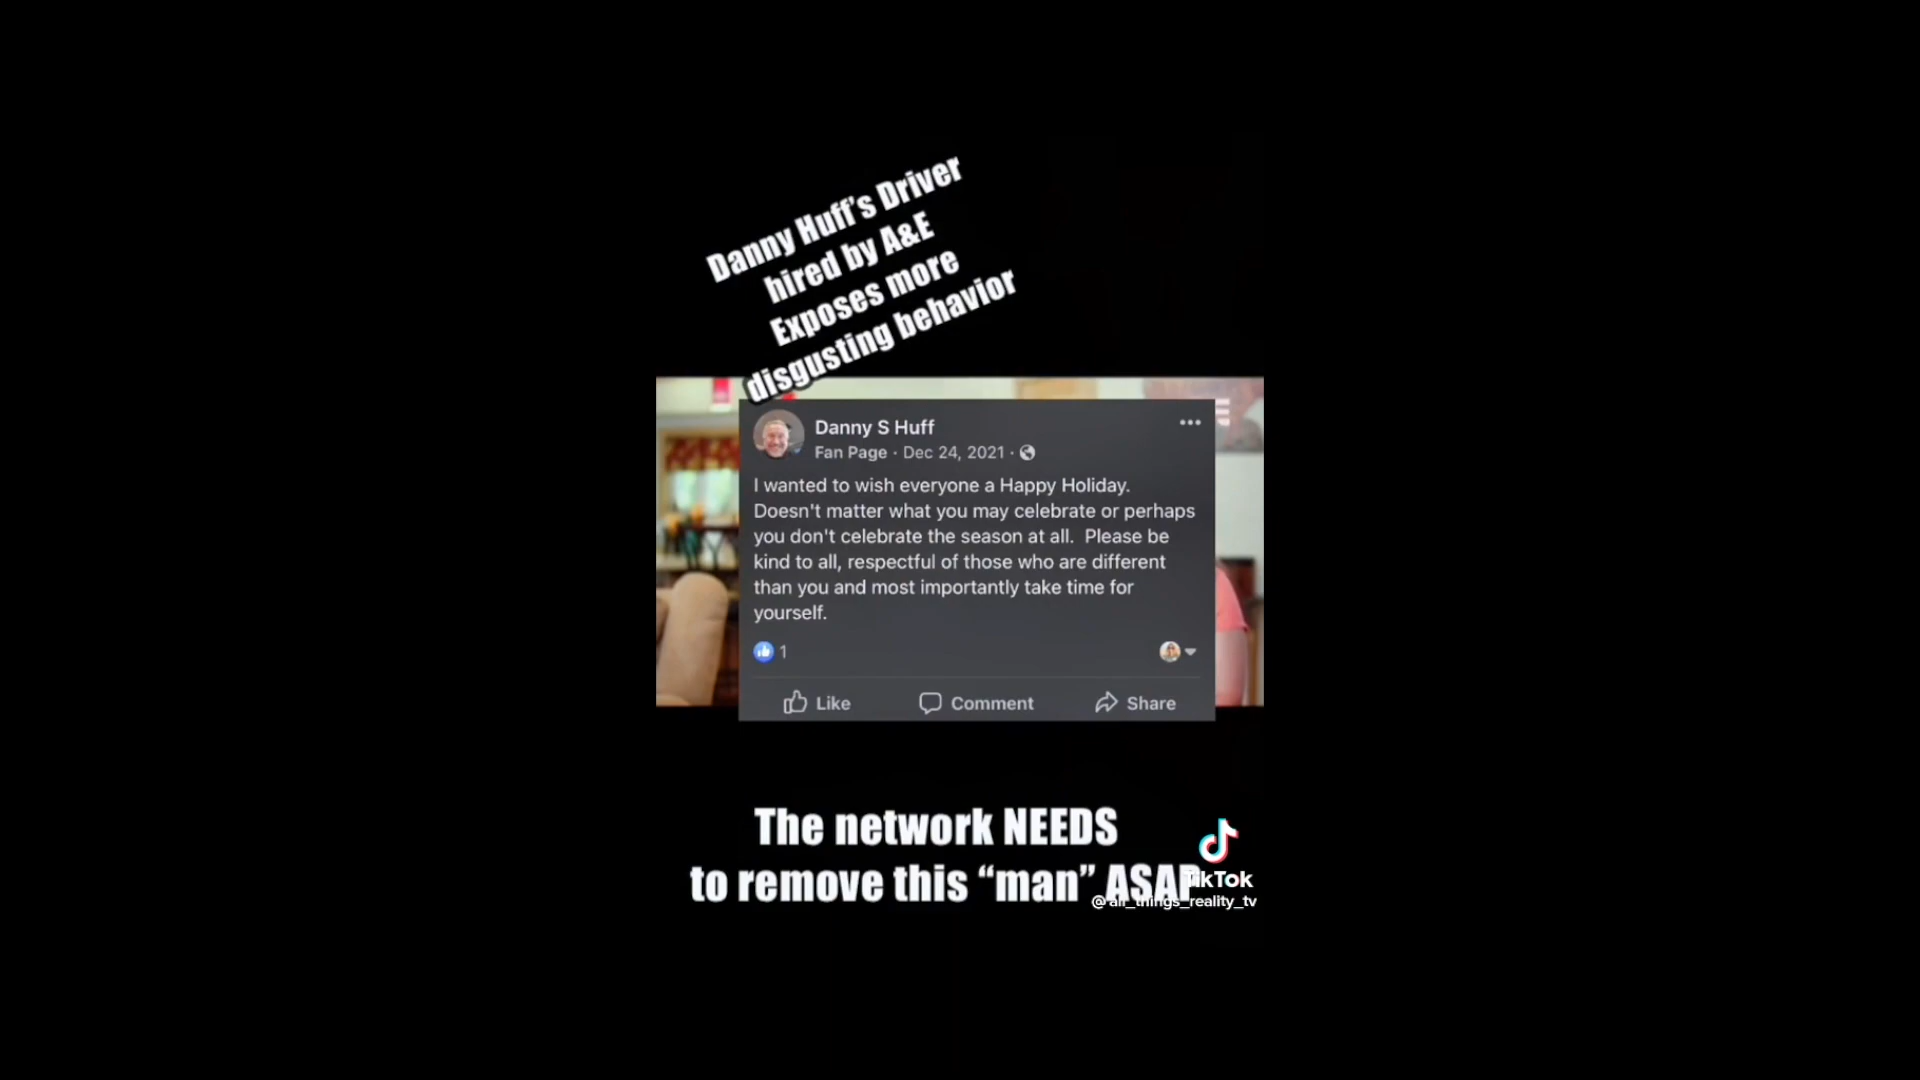 Danny Huff's Driver
hired by A&E
Exposes more
disgusting behavior
Danny S Huff
Fan Page · Dec 24, 2021 ·
I wanted to wish everyone a Happy Holiday.
Doesn't matter what you may celebrate or perhaps
you don't celebrate the season at all.  Please be
kind to all, respectful of those who are different
than you and most importantly take time for
yourself.
1
Like Comment Share
The network NEEDS
to remove this “man” ASAP
TikTok
@all_things_reality_tv